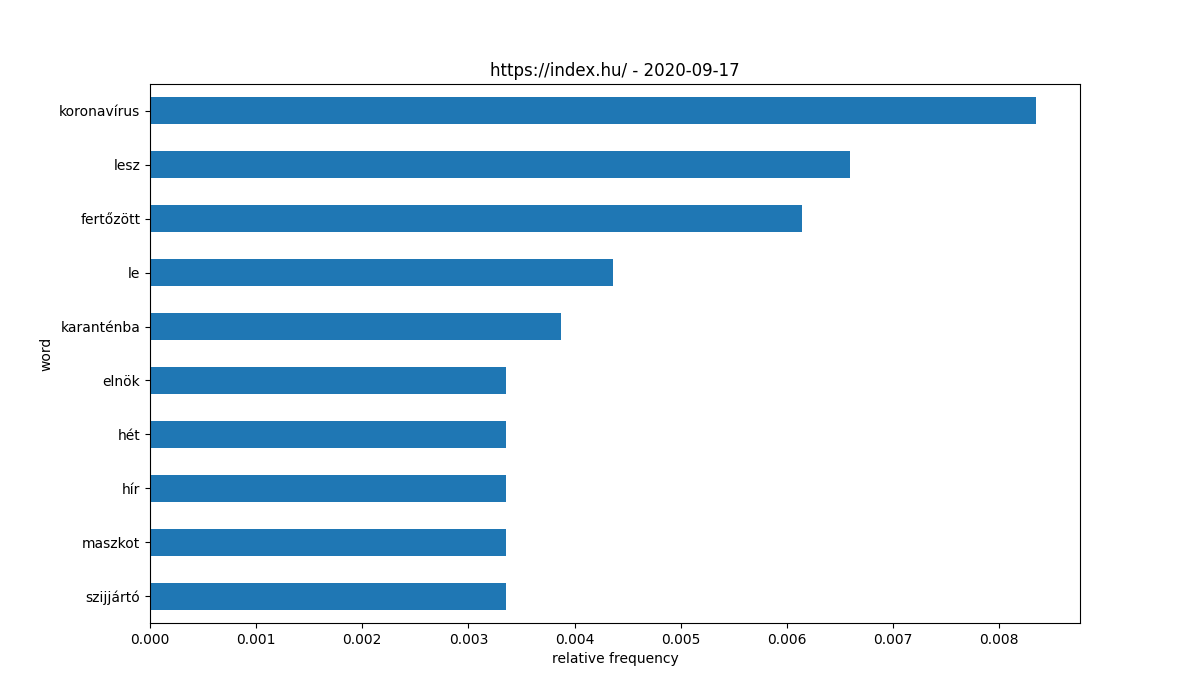 https://index.hu/ - 2020-09-17
koronavírus
lesz
fertőzött
le
karanténba
elnök
hét
hír
maszkot
szijjártó
word
0.000 0.001 0.002 0.003 0.004 0.005 0.006 0.007 0.008
relative frequency